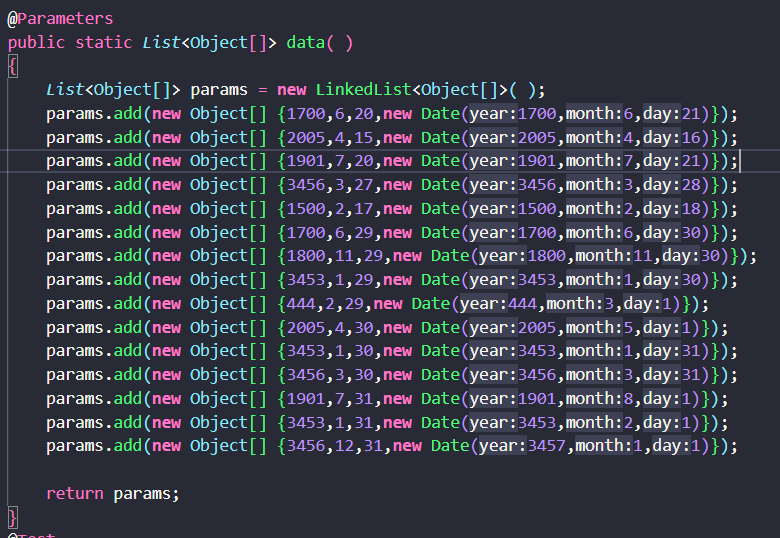 @Parameters
public static List<Object[]> data( )
{
List<Object[]> params = new LinkedList<Object[]>( );
params.add(new Object[] {1700,6,20,new Date(year:1700,month:6,day:21)});
params.add(new Object[] {2005,4,15,new Date(year:2005,month:4,day:16)});
params.add(new Object[] {1901,7,20,new Date(year:1901,month:7,day:21)});
params.add(new Object[] {3456,3,27,new Date(year:3456,month:3,day:28)});
params.add(new Object[] {1500,2,17,new Date(year:1500,month:2,day:18)});
params.add(new Object[] {1700,6,29,new Date(year:1700,month:6,day:30)});
params.add(new Object[] {1800,11,29,new Date(year:1800,month:11,day:30)});
params.add(new Object[] {3453,1,29,new Date(year:3453,month:1,day:30)});
params.add(new Object[] {444,2,29,new Date(year:444,month:3,day:1)});
params.add(new Object[] {2005,4,30,new Date(year:2005,month:5,day:1)});
params.add(new Object[] {3453,1,30,new Date(year:3453,month:1,day:31)});
params.add(new Object[] {3456,3,30,new Date(year:3456,month:3,day:31)});
params.add(new Object[] {1901,7,31,new Date(year:1901,month:8,day:1)});
params.add(new Object[] {3453,1,31,new Date(year:3453,month:2,day:1)});
params.add(new Object[] {3456,12,31,new Date(year:3457,month:1,day:1)});
return params;
}
@Test